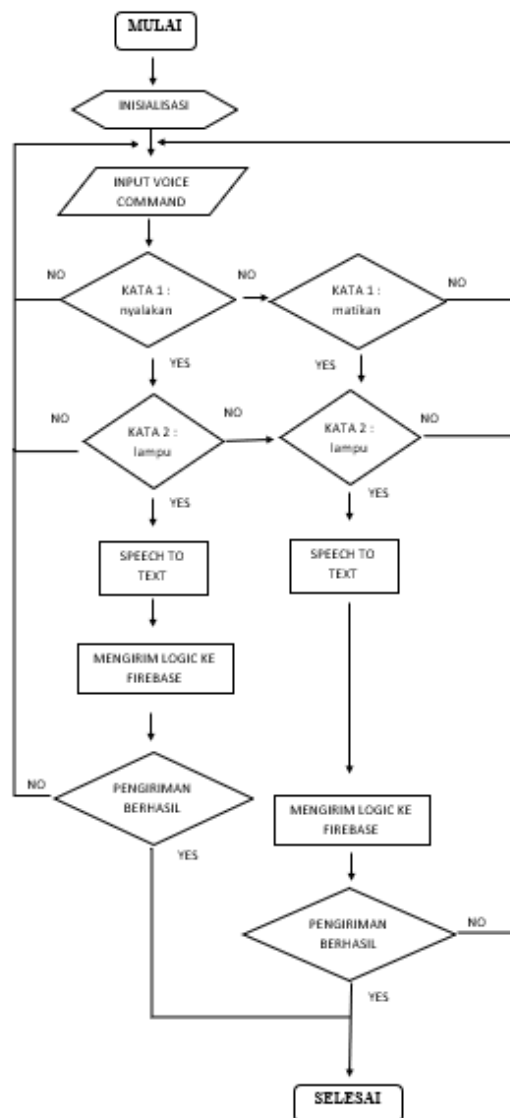 MULAI
INISIALISASI
INPUT VOICE
COMMAND
NO
KATA 1 :
nyalakan
NO
KATA 1 :
matikan
NO
YES
YES
NO
KATA 2 :
lampu
NO
KATA 2 :
lampu
NO
YES
YES
SPEECH TO
TEXT
SPEECH TO
TEXT
MENGIRIM LOGIC KE
FIREBASE
NO
PENGIRIMAN
BERHASIL
YES
MENGIRIM LOGIC KE
FIREBASE
PENGIRIMAN
BERHASIL
NO
YES
SELESAI